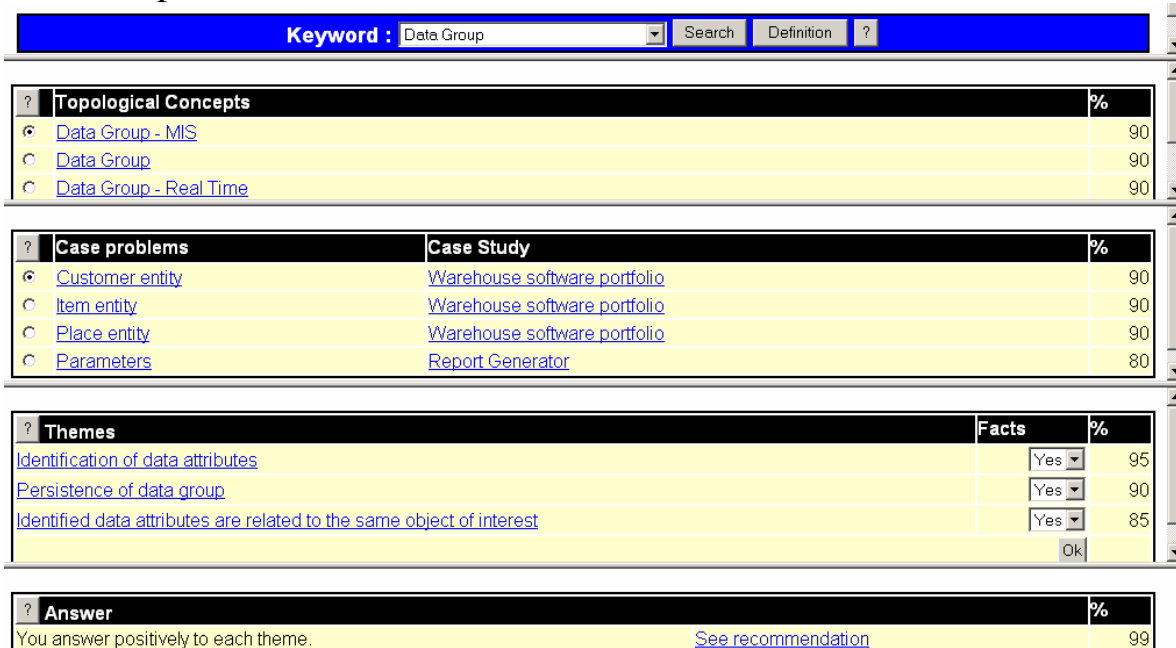 Keyword : Data Group Search Definition ?
? Topological Concepts %
Data Group - MIS 90
Data Group 90
Data Group - Real Time 90
? Case problems Case Study %
Customer entity Warehouse software portfolio 90
Item entity Warehouse software portfolio 90
Place entity Warehouse software portfolio 90
Parameters Report Generator 80
? Themes Facts %
Identification of data attributes Yes 95
Persistence of data group Yes 90
Identified data attributes are related to the same object of interest Yes 85
Ok
? Answer %
You answer positively to each theme. See recommendation 99